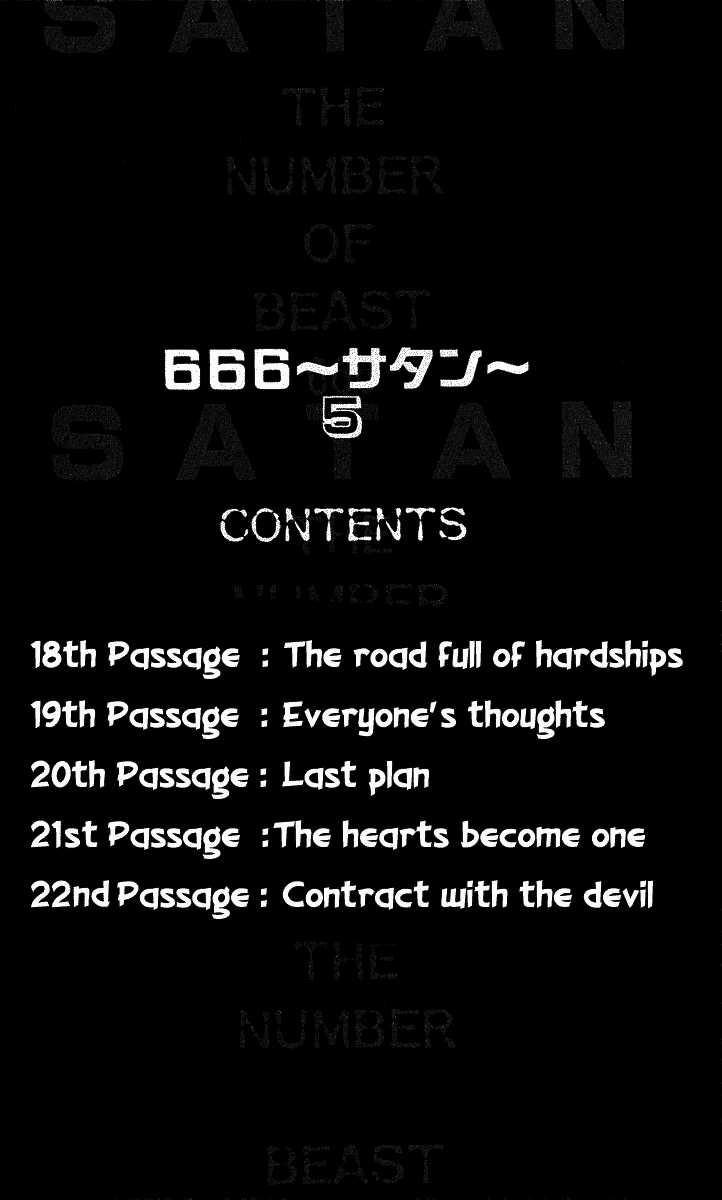 SATAN
THE
NUMBER
OF
BEAST
666～サタン～
5
SATAN
CONTENTS
THE
NUMBER
18th Passage : The road full of hardships
19th Passage : Everyone's thoughts
20th Passage : Last plan
21st Passage :The hearts become one
22nd Passage : Contract with the devil
THE
NUMBER
BEAST